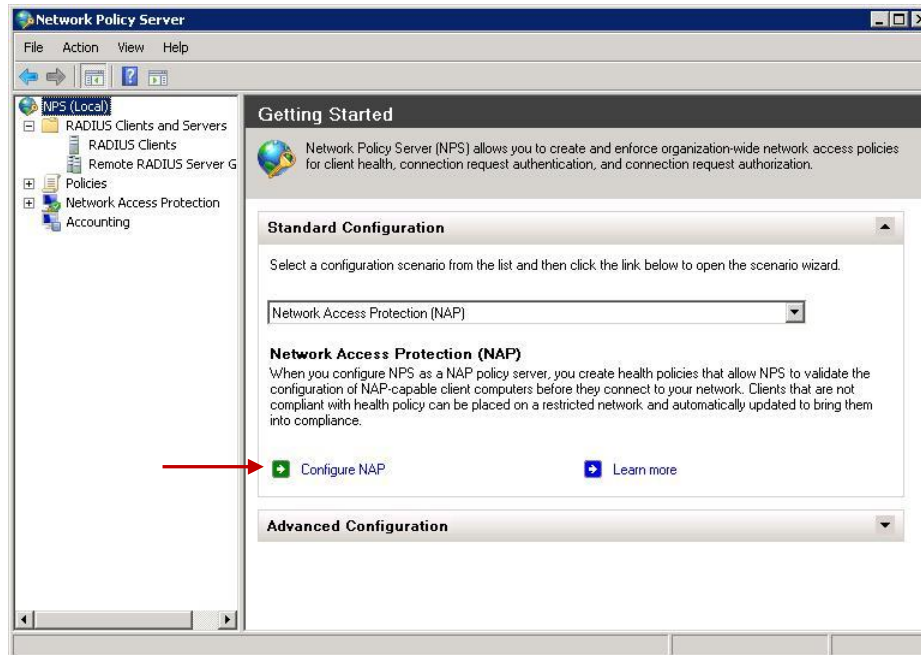 Network Policy Server
File Action View Help
NPS (Local)
RADIUS Clients and Servers
RADIUS Clients
Remote RADIUS Server G
Policies
Network Access Protection
Accounting
Getting Started
Network Policy Server (NPS) allows you to create and enforce organization-wide network access policies
for client health, connection request authentication, and connection request authorization.
Standard Configuration
Select a configuration scenario from the list and then click the link below to open the scenario wizard.
Network Access Protection (NAP)
Network Access Protection (NAP)
When you configure NPS as a NAP policy server, you create health policies that allow NPS to validate the
configuration of NAP-capable client computers before they connect to your network. Clients that are not
compliant with health policy can be placed on a restricted network and automatically updated to bring them
into compliance.
Configure NAP
Learn more
Advanced Configuration